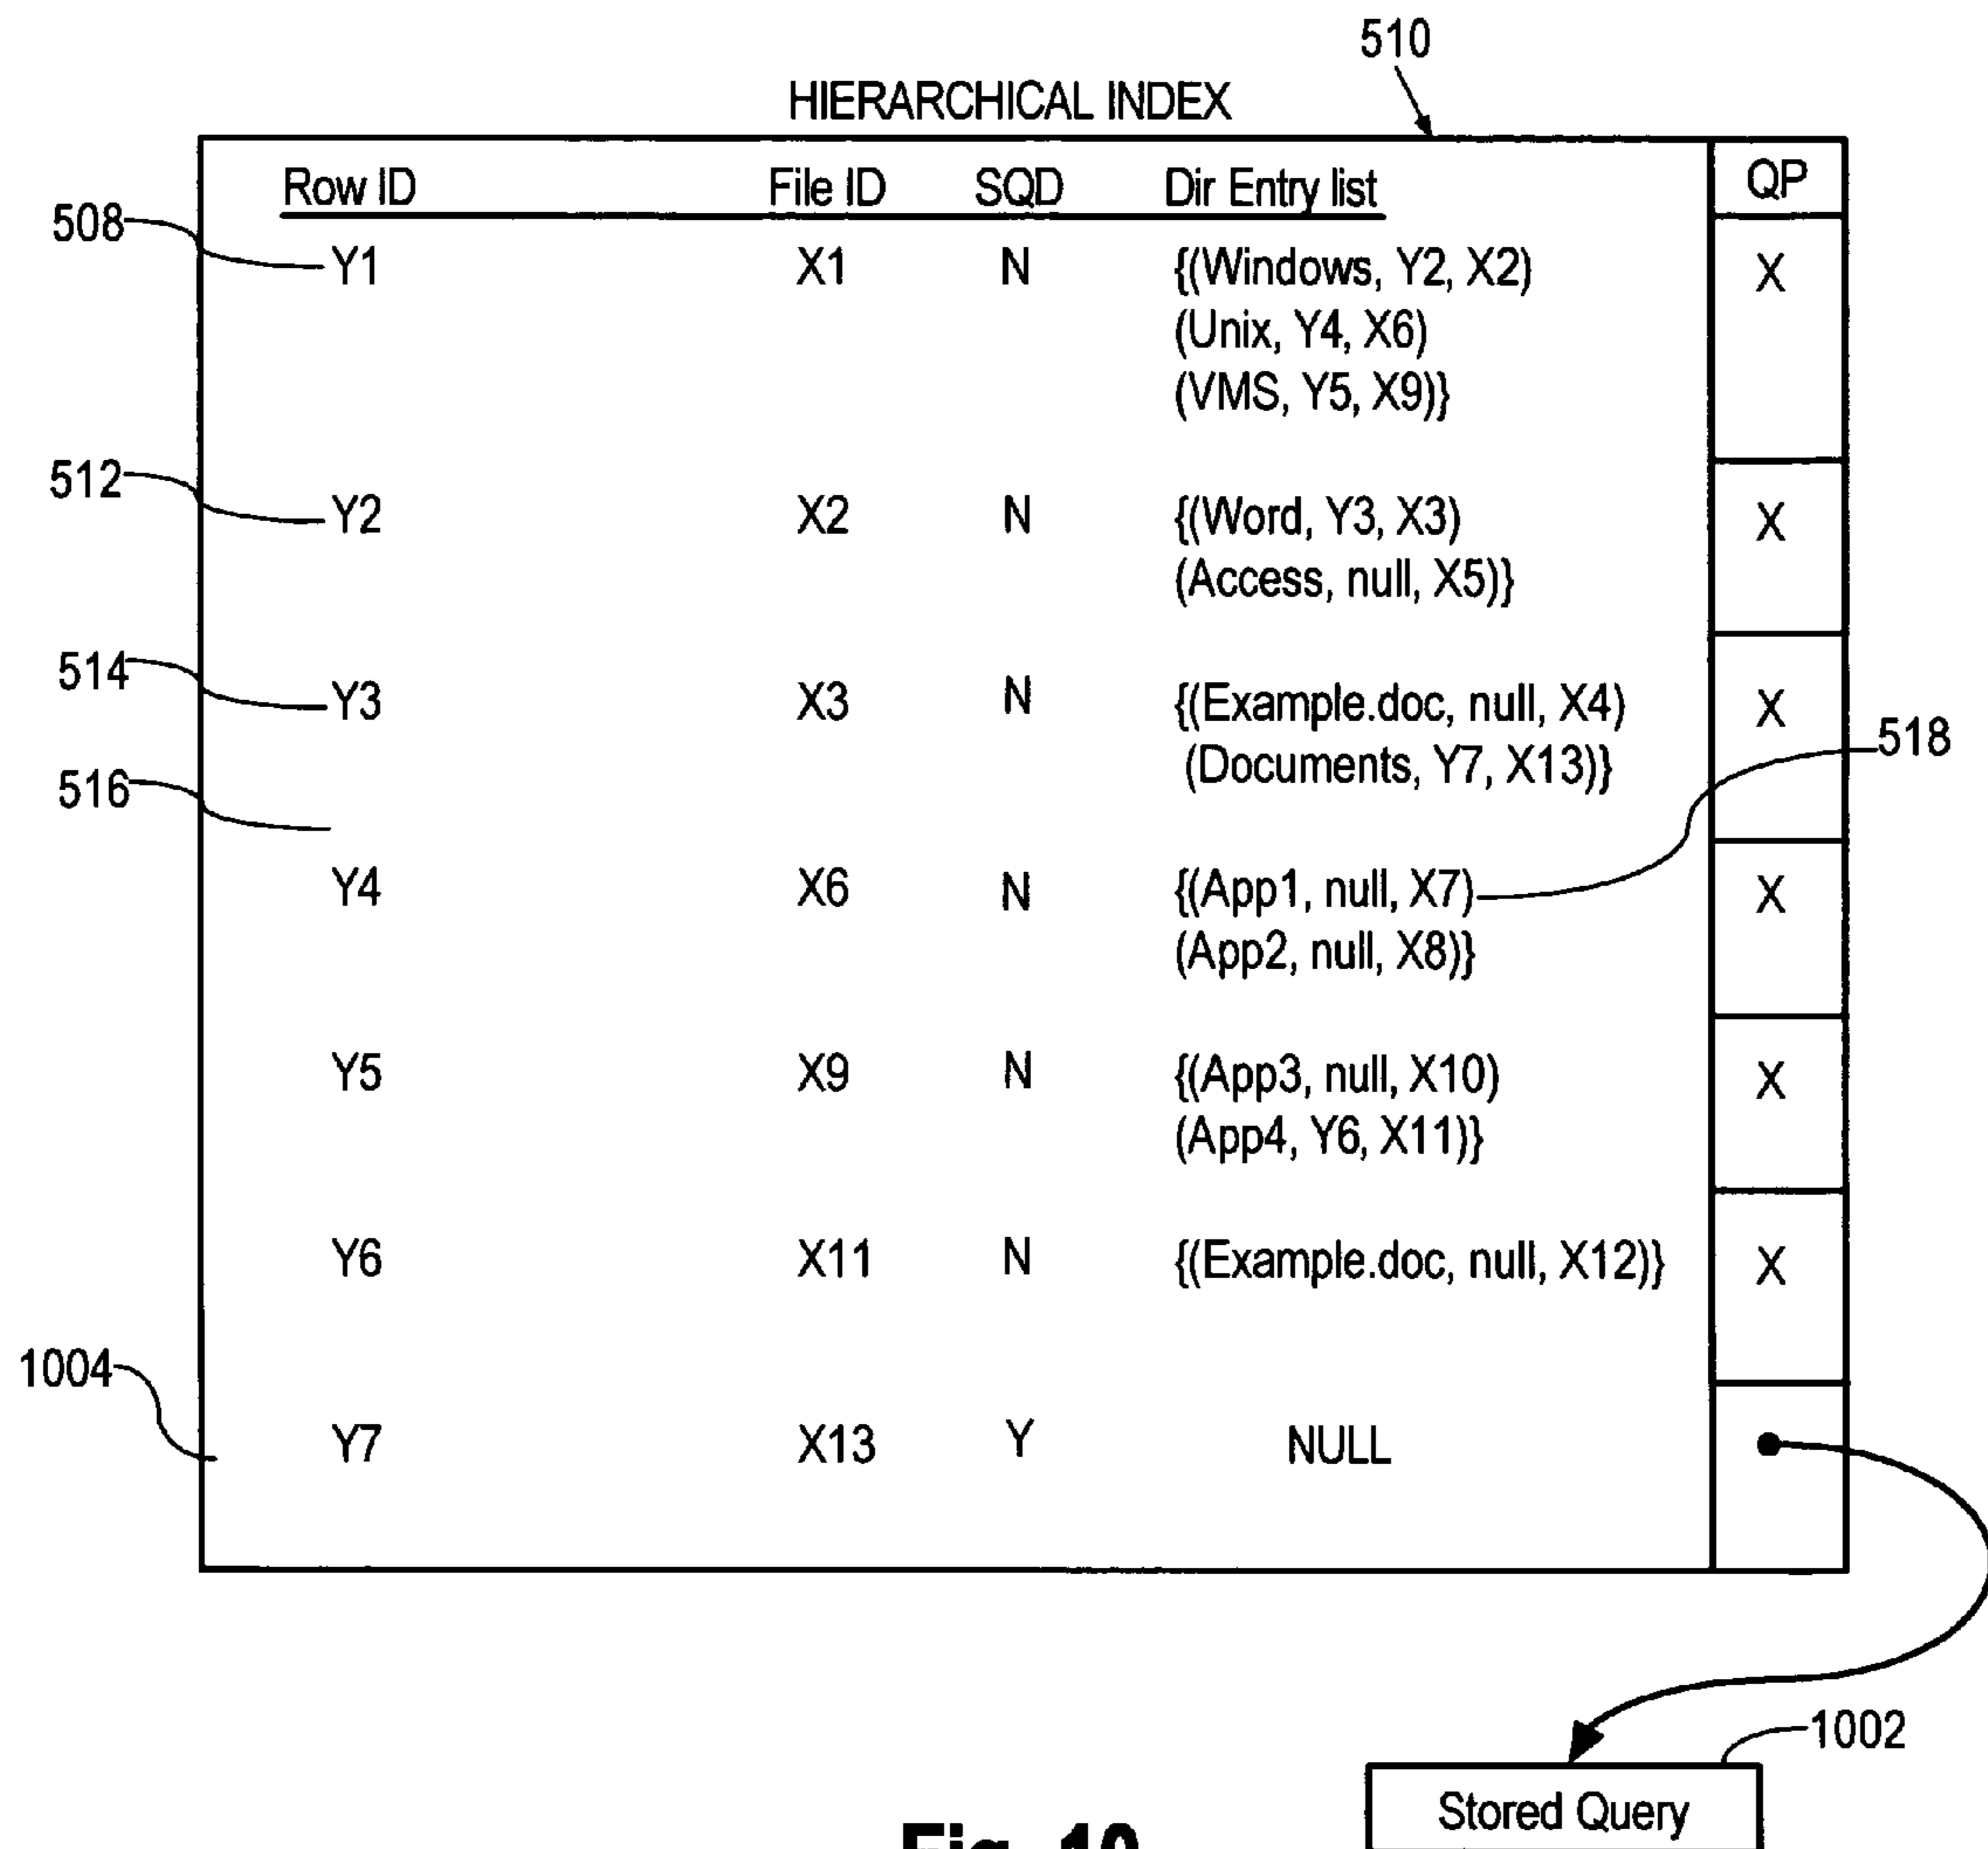 510
HIERARCHICAL INDEX
Row ID File ID SQD Dir Entry list QP
508 Y1 X1 N {(Windows, Y2, X2) X
(Unix, Y4, X6)
(VMS, Y5, X9)}
512 Y2 X2 N {(Word, Y3, X3) X
(Access, null, X5)}
514 Y3 X3 N {(Example.doc, null, X4) X
(Documents, Y7, X13)} 518
516
Y4 X6 N {(App1, null, X7) X
(App2, null, X8)}
Y5 X9 N {(App3, null, X10) X
(App4, Y6, X11)}
Y6 X11 N {(Example.doc, null, X12)} X
1004 Y7 X13 Y NULL
1002
Stored Query
Fig. 10